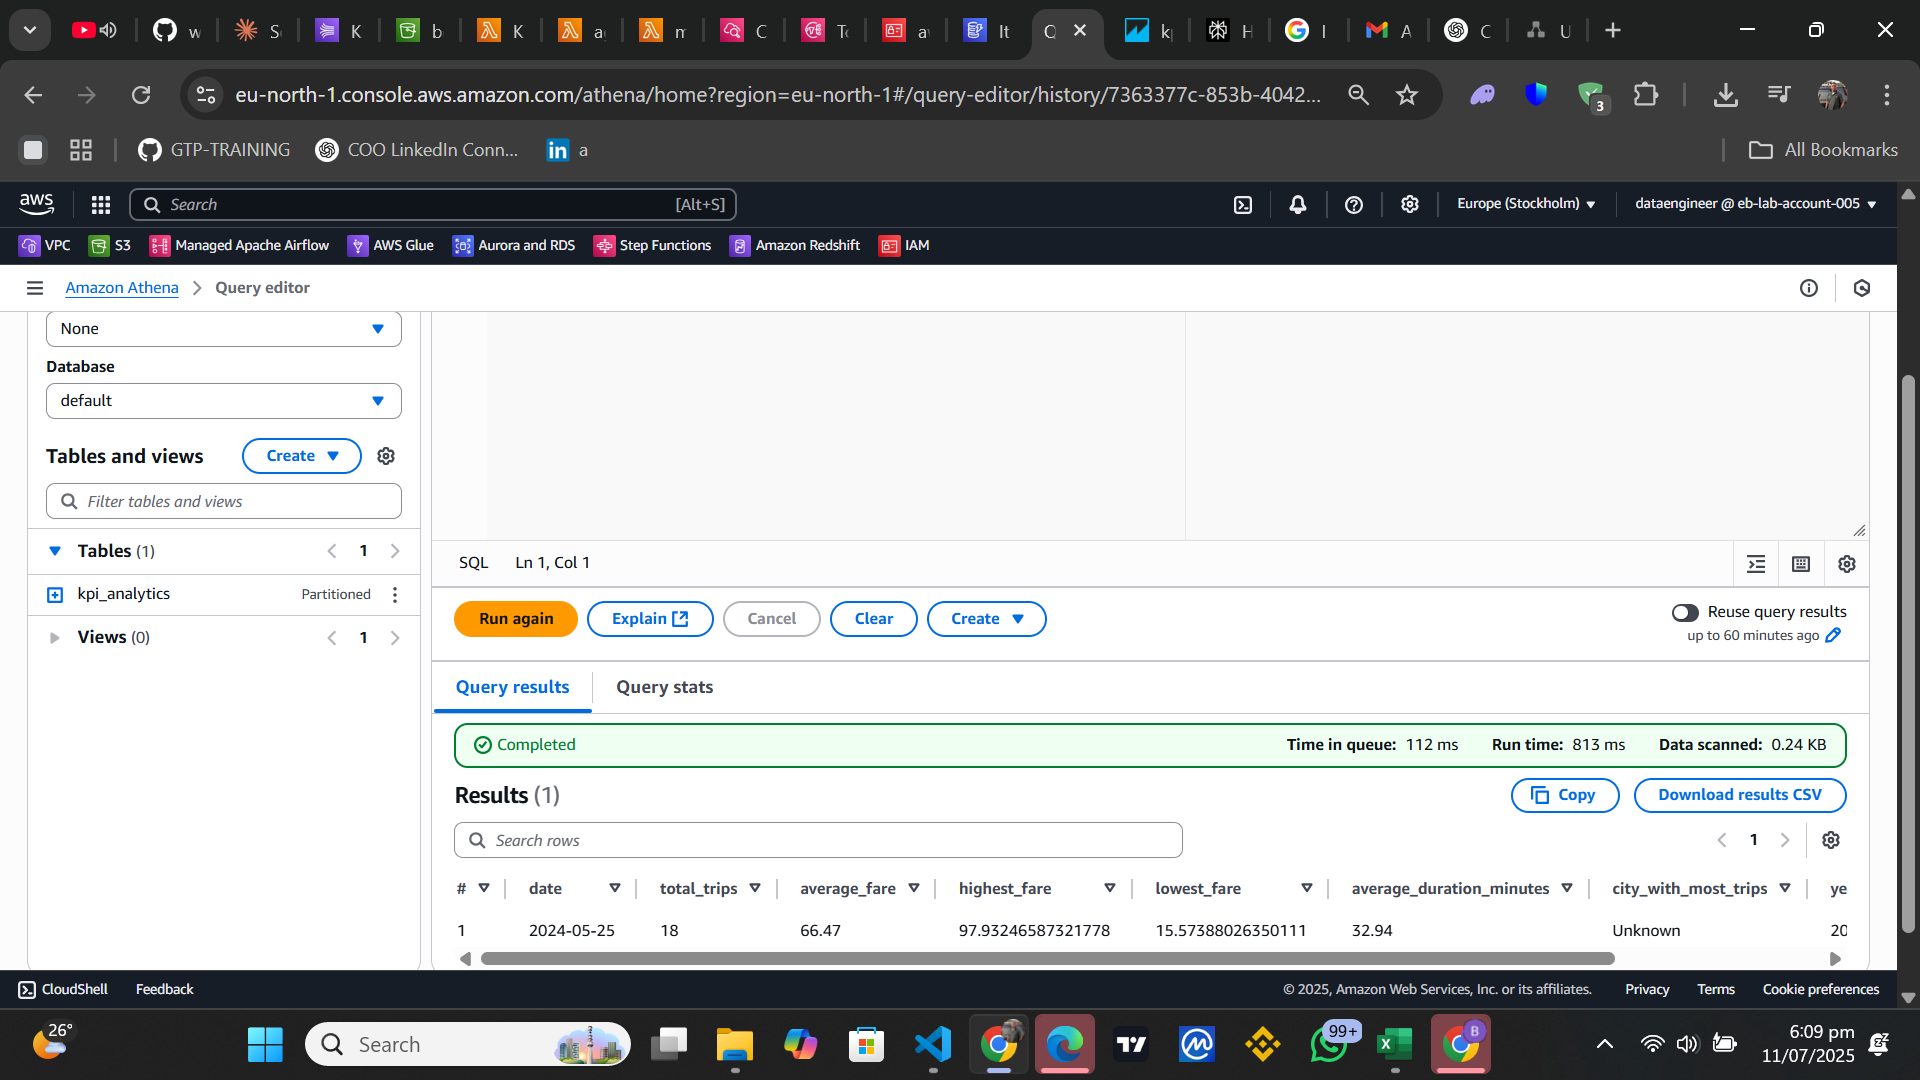 w
S
K
b
K
a
m
C
T
a
It
Q
k
H
I
A
C
U
eu-north-1.console.aws.amazon.com/athena/home?region=eu-north-1#/query-editor/history/7363377c-853b-4042...
3
GTP-TRAINING
COO LinkedIn Conn...
in a
All Bookmarks
aws
Search [Alt+S]
Europe (Stockholm)
dataengineer @ eb-lab-account-005
VPC
S3
Managed Apache Airflow
AWS Glue
Aurora and RDS
Step Functions
Amazon Redshift
IAM
Amazon Athena
Query editor
None
Database
default
Tables and views
Create
Filter tables and views
Tables (1)
1
kpi_analytics
Partitioned
Views (0)
1
SQL
Ln 1, Col 1
Run again
Explain
Cancel
Clear
Create
Reuse query results
up to 60 minutes ago
Query results
Query stats
Completed
Time in queue: 112 ms
Run time: 813 ms
Data scanned: 0.24 KB
Results (1)
Copy
Download results CSV
Search rows
1
# date total_trips average_fare highest_fare lowest_fare average_duration_minutes city_with_most_trips ye
1 2024-05-25 18 66.47 97.93246587321778 15.57388026350111 32.94 Unknown 20
CloudShell
Feedback
© 2025, Amazon Web Services, Inc. or its affiliates.
Privacy
Terms
Cookie preferences
26°
Search
99+
B
6:09 pm
11/07/2025